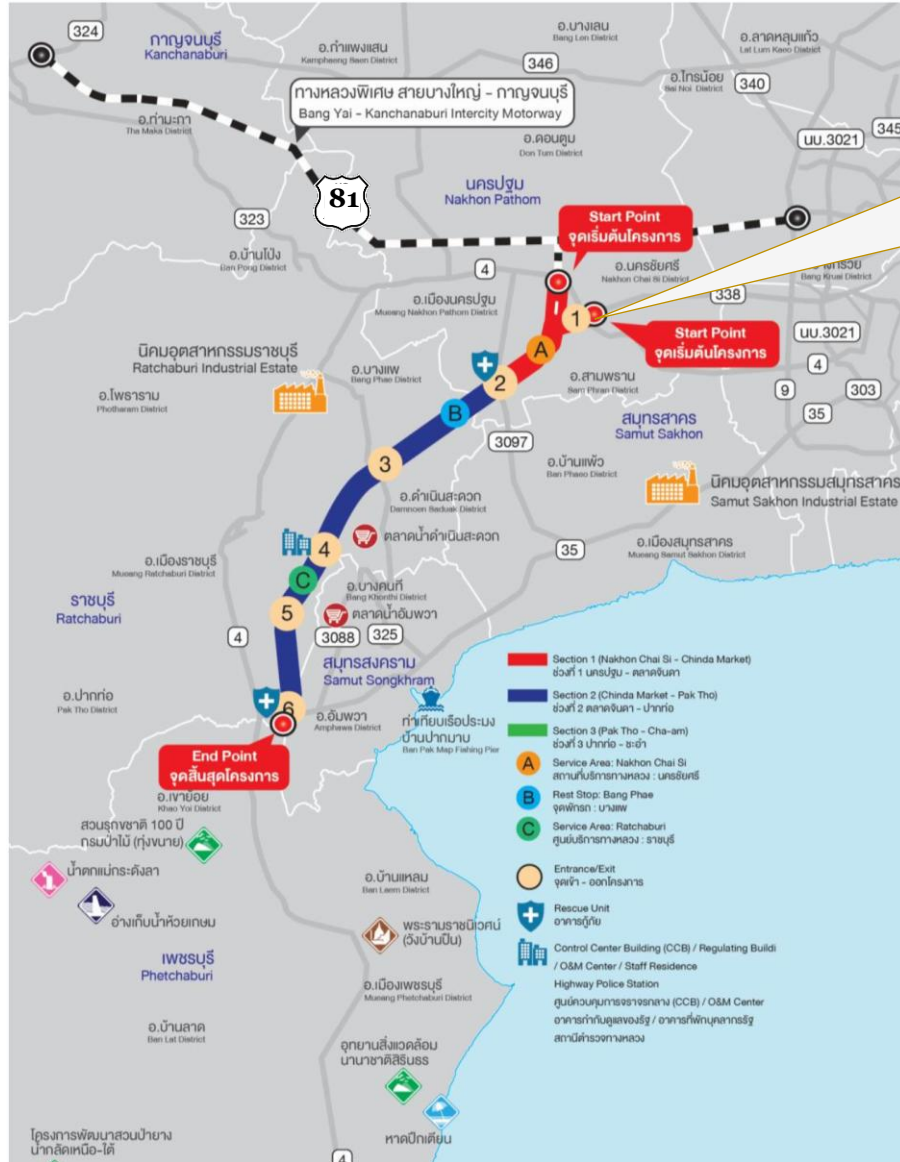 324
กาญจนบุรี
Kanchanaburi
อ.กำแพงแสน
Kamphaeng Saen District
อ.บางเลน
Bang Len District
346
อ.ลาดหลุมแก้ว
Lat Lum Kaeo District
อ.ไทรน้อย
Sai Noi District
340
ทางหลวงพิเศษ สายบางใหญ่ - กาญจนบุรี
Bang Yai - Kanchanaburi Intercity Motorway
อ.ท่ามะกา
Tha Maka District
อ.ดอนตูม
Don Tum District
นบ.3021
345
81
นครปฐม
Nakhon Pathom
323
Start Point
จุดเริ่มต้นโครงการ
อ.บ้านโป่ง
Ban Pong District
4
อ.นครชัยศรี
Nakhon Chai Si District
Bang Kruai District
338
อ.เมืองนครปฐม
Mueang Nakhon Pathom District
1
Start Point
จุดเริ่มต้นโครงการ
นบ.3021
A
นิคมอุตสาหกรรมราชบุรี
Ratchaburi Industrial Estate
อ.บางแพ
Bang Phae District
2
อ.สามพราน
Sam Phran District
4
9
303
35
อ.โพธาราม
Photharam District
B
สมุทรสาคร
Samut Sakhon
3097
3
อ.บ้านแพ้ว
Ban Phaeo District
นิคมอุตสาหกรรมสมุทรสาคร
Samut Sakhon Industrial Estate
อ.ดำเนินสะดวก
Damnoen Saduak District
ตลาดน้ำดำเนินสะดวก
4
อ.เมืองสมุทรสาคร
Mueang Samut Sakhon District
35
อ.เมืองราชบุรี
Mueang Ratchaburi District
C
อ.บางคนที
Bang Khonthi District
ราชบุรี
Ratchaburi
5
ตลาดน้ำอัมพวา
4
3088
325
สมุทรสงคราม
Samut Songkhram
อ.ปากท่อ
Pak Tho District
6
อ.อัมพวา
Amphawa District
ท่าเทียบเรือประมง
บ้านปากมาบ
Ban Pak Map Fishing Pier
End Point
จุดสิ้นสุดโครงการ
อ.เขาย้อย
Khao Yoi District
สวนรุกขชาติ 100 ปี
กรมป่าไม้ (ทุ่งขนาย)
น้ำตกแม่กระดังลา
อ่างเก็บน้ำห้วยเกษม
อ.บ้านแหลม
Ban Laem District
พระรามราชนิเวศน์
(วังบ้านปืน)
เพชรบุรี
Phetchaburi
อ.เมืองเพชรบุรี
Mueang Phetchaburi District
อ.บ้านลาด
Ban Lat District
อุทยานสิ่งแวดล้อม
นานาชาติสิรินธร
หาดปึกเตียน
โครงการพัฒนาสวนป่ายาง
น้ำกลัดเหนือ-ใต้
4
Section 1 (Nakhon Chai Si - Chinda Market)
ช่วงที่ 1 นครปฐม - ตลาดจินดา
Section 2 (Chinda Market - Pak Tho)
ช่วงที่ 2 ตลาดจินดา - ปากท่อ
Section 3 (Pak Tho - Cha-am)
ช่วงที่ 3 ปากท่อ - ชะอำ
A
Service Area: Nakhon Chai Si
สถานที่บริการทางหลวง : นครชัยศรี
B
Rest Stop: Bang Phae
จุดพักรถ : บางแพ
C
Service Area: Ratchaburi
ศูนย์บริการทางหลวง : ราชบุรี
Entrance/Exit
จุดเข้า - ออกโครงการ
Rescue Unit
อาคารกู้ภัย
Control Center Building (CCB) / Regulating Buildi
/ O&M Center / Staff Residence
Highway Police Station
ศูนย์ควบคุมการจราจรกลาง (CCB) / O&M Center
อาคารกำกับดูแลของรัฐ / อาคารที่พักบุคลากรรัฐ
สถานีตำรวจทางหลวง